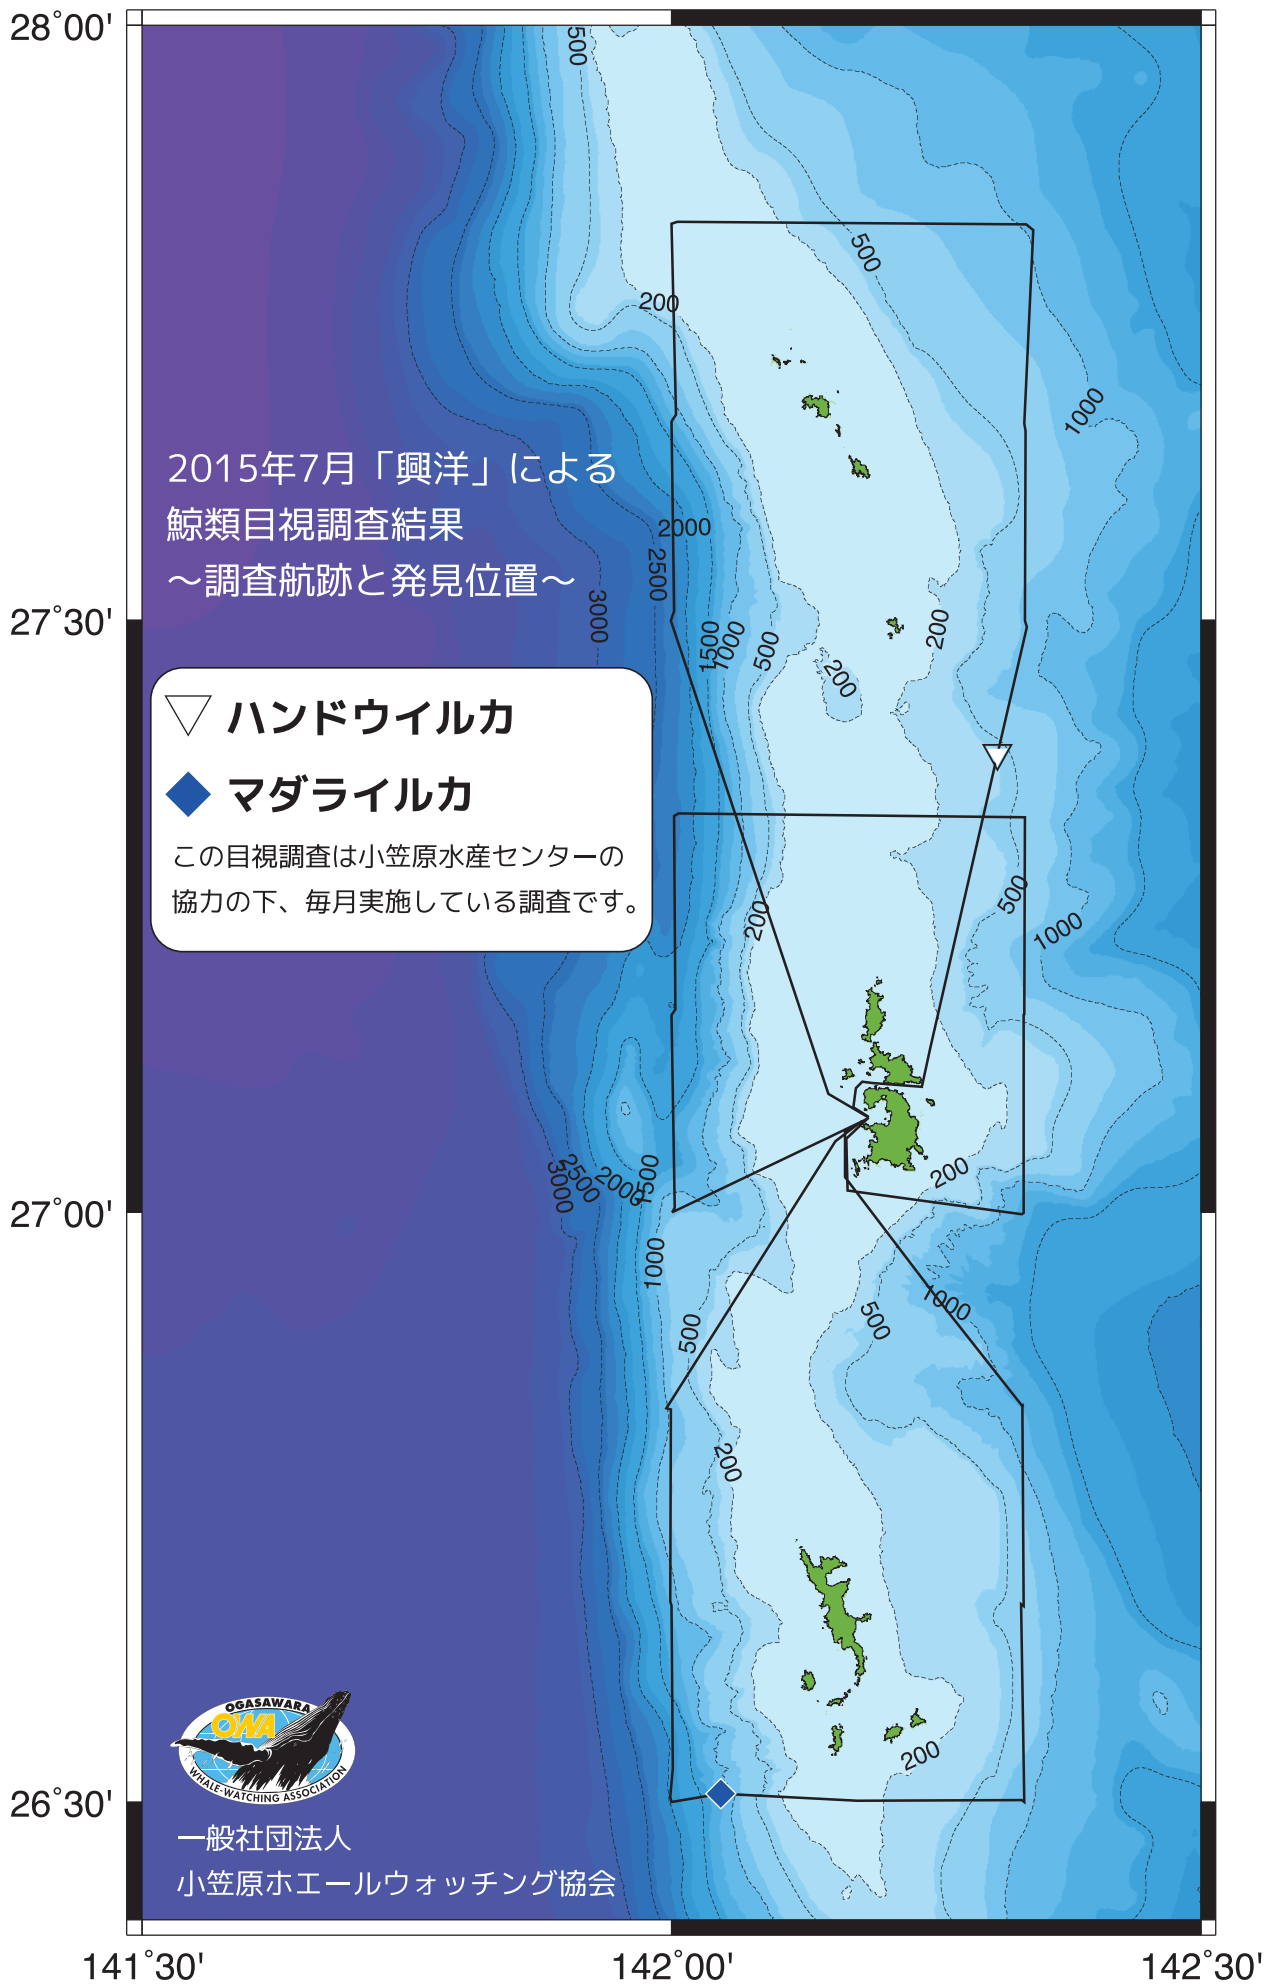 28°00'
500
500
200
1000
2015年7月「興洋」による
鯨類目視調査結果
～調査航跡と発見位置～
2000
2500
3000
27°30'
1500
1000
500
200
200
ハンドウイルカ
マダライルカ
この目視調査は小笠原水産センターの
協力の下、毎月実施している調査です。
200
500
1000
3000
2500
2000
1500
200
27°00'
1000
500
500
1000
200
200
OGASAWARA
OWA
WHALE-WATCHING ASSOCIATION
26°30'
一般社団法人
小笠原ホエールウォッチング協会
141°30'
142°00'
142°30'